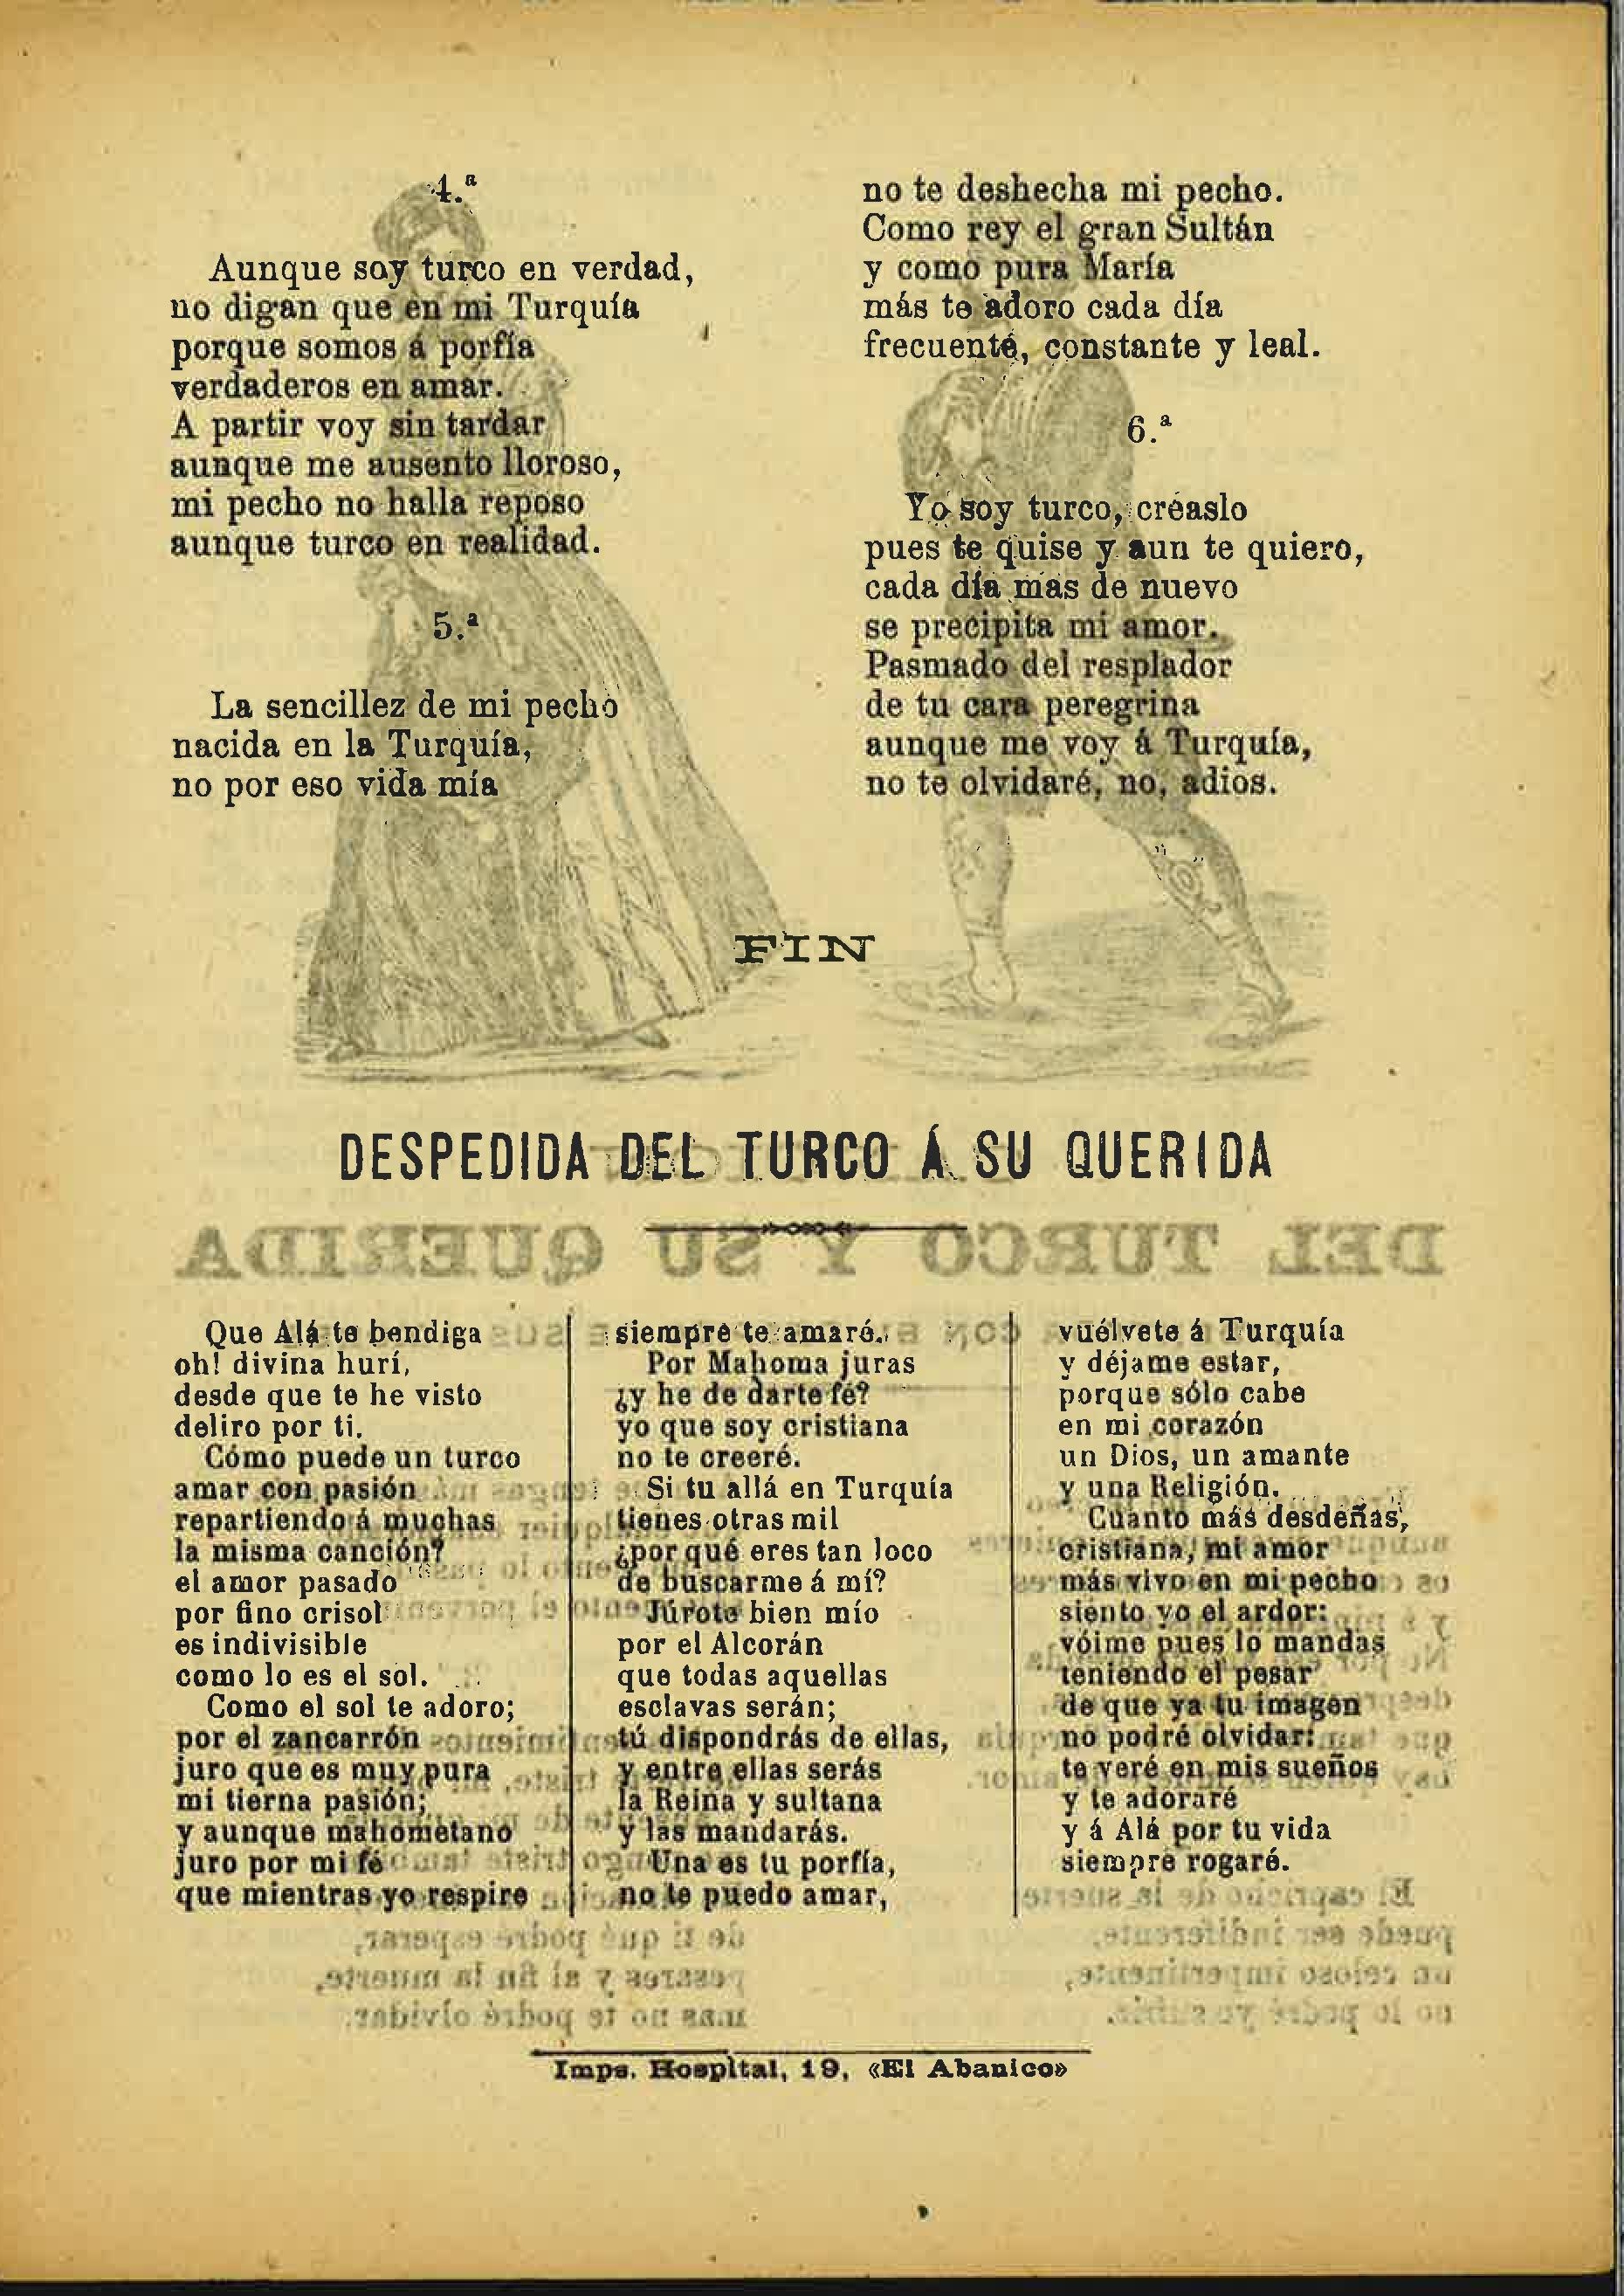 4.ª
Aunque soy turco en verdad,
no digan que en mi Turquía
porque somos á porfía
verdaderos en amar.
A partir voy sin tardar
aunque me ausento lloroso,
mi pecho no halla reposo
aunque turco en realidad.
5.ª
La sencillez de mi pecho
nacida en la Turquía,
no por eso vida mía
no te deshecha mi pecho.
Como rey el gran Sultán
y como pura María
más te adoro cada día
frecuente, constante y leal.
6.ª
Yo soy turco, créaslo
pues te quise y aun te quiero,
cada día mas de nuevo
se precipita mi amor.
Pasmado del resplador
de tu cara peregrina
aunque me voy á Turquía,
no te olvidaré, no, adios.
FIN
DESPEDIDA DEL TURCO Á SU QUERIDA
Que Alá te bendiga
oh! divina hurí,
desde que te he visto
deliro por ti.
Cómo puede un turco
amar con pasión
repartiendo á muchas
la misma canción?
el amor pasado
por fino crisol
es indivisible
como lo es el sol.
Como el sol te adoro;
por el zancarrón
juro que es muy pura
mi tierna pasión;
y aunque mahometano
juro por mi fé
que mientras yo respire
siempre te amaré.
Por Mahoma juras
¿y he de darte fé?
yo que soy cristiana
no te creeré.
Si tu allá en Turquía
tienes otras mil
¿por qué eres tan loco
de buscarme á mí?
Júrote bien mío
por el Alcorán
que todas aquellas
esclavas serán;
tú dispondrás de ellas,
y entre ellas serás
la Reina y sultana
y las mandarás.
Una es tu porfía,
no te puedo amar,
vuélvete á Turquía
y déjame estar,
porque sólo cabe
en mi corazón
un Dios, un amante
y una Religión.
Cuanto más desdeñas,
cristiana, mi amor
más vivo en mi pecho
siento yo el ardor:
vóime pues lo mandas
teniendo el pesar
de que ya tu imagen
no podré olvidar:
te veré en mis sueños
y te adoraré
y á Alá por tu vida
siempre rogaré.
Imps. Hospital, 19, «El Abanico»